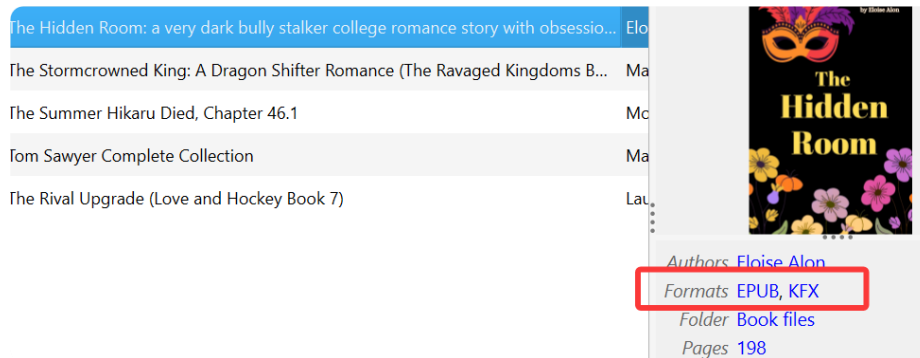 The Hidden Room: a very dark bully stalker college romance story with obsessio... Elo
The Stormcrowned King: A Dragon Shifter Romance (The Ravaged Kingdoms B... Ma
The Summer Hikaru Died, Chapter 46.1 Mo
Tom Sawyer Complete Collection Ma
The Rival Upgrade (Love and Hockey Book 7) Lau
by Eloise Alon
The
Hidden
Room
Authors Eloise Alon
Formats EPUB, KFX
Folder Book files
Pages 198